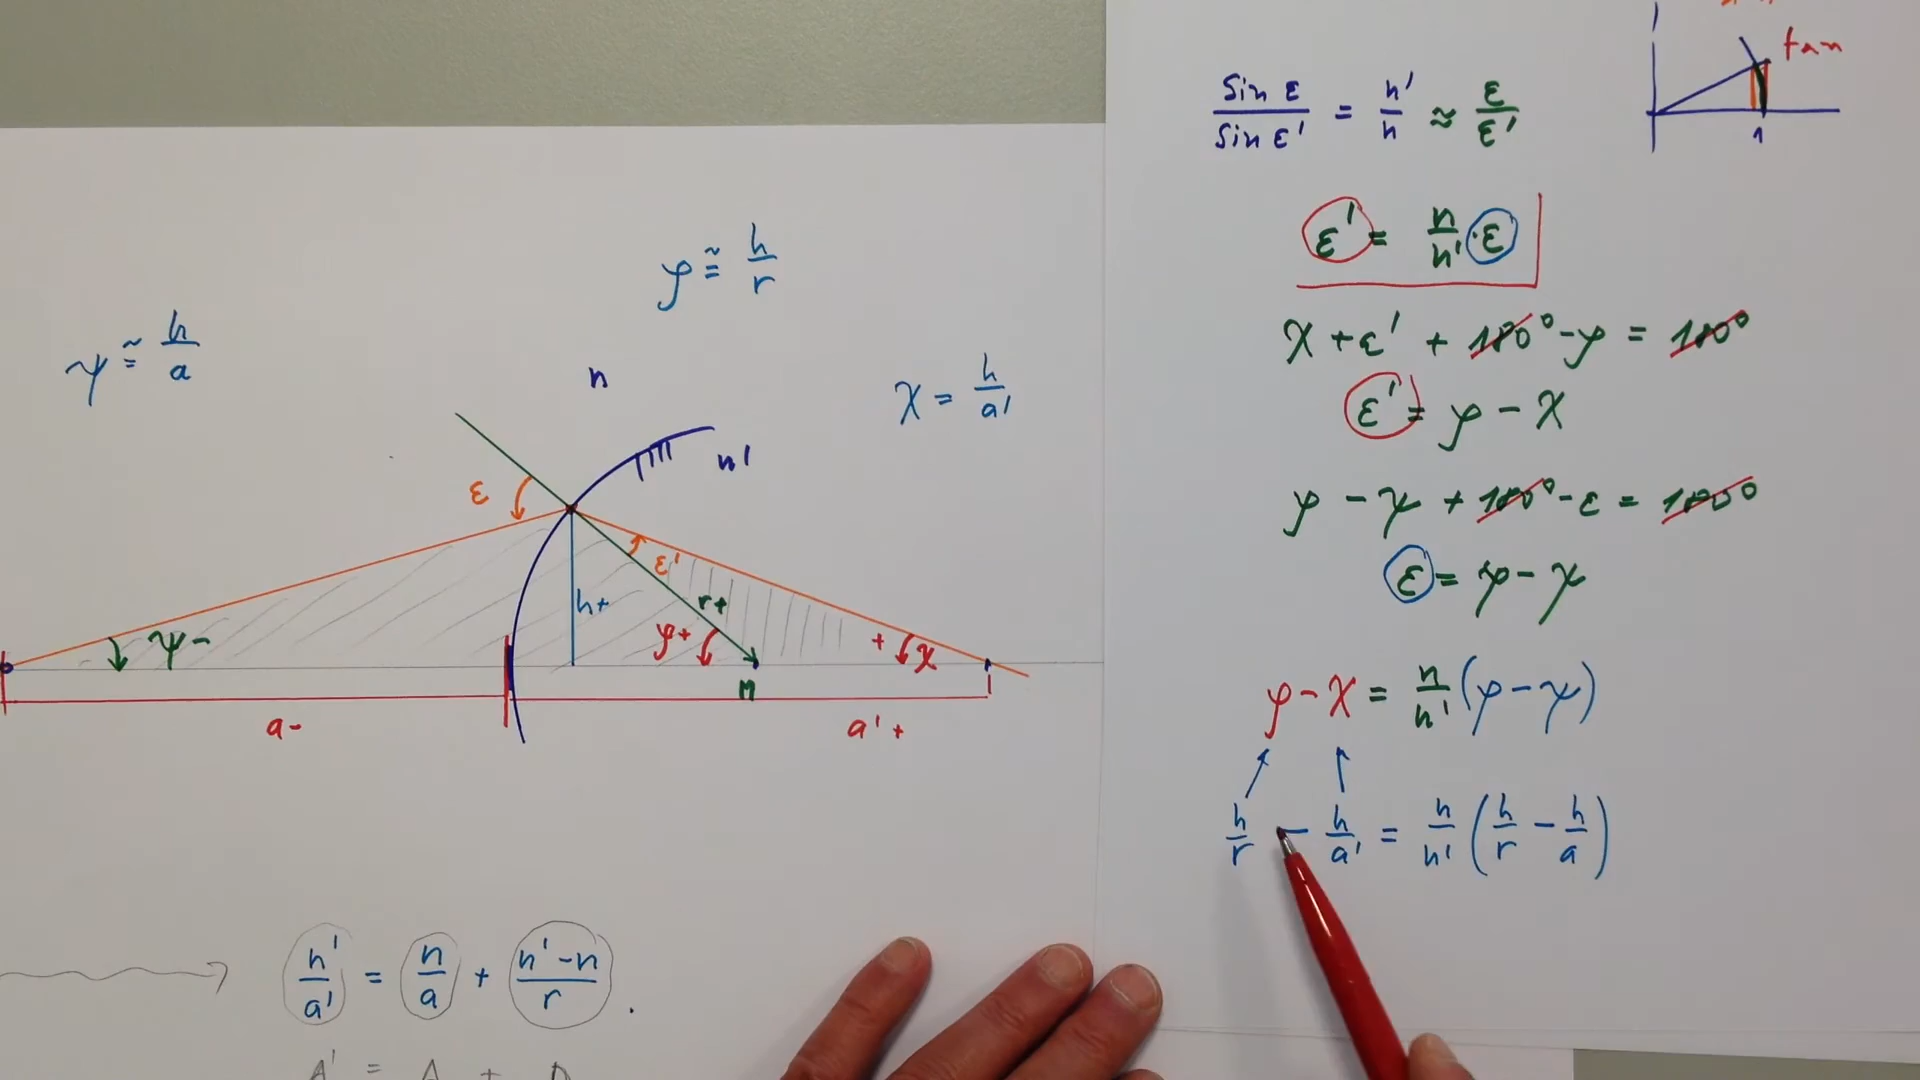 φ ≅ h/r
ψ ≅ h/a
n
χ = h/a'
n'
ε
ε'
h+
r+
ψ-
φ+
+ χ
M
a-
a'+
n'/a' = n/a + (n'-n)/r .
A' = A + D
tan
1
sin ε / sin ε' = n'/n ≈ ε/ε'
ε' = n/n' · ε
χ + ε' + 180° - φ = 180°
ε' = φ - χ
φ - ψ + 180° - ε = 180°
ε = φ - ψ
φ - χ = n/n' (φ - ψ)
h/r - h/a' = n/n' (h/r - h/a)